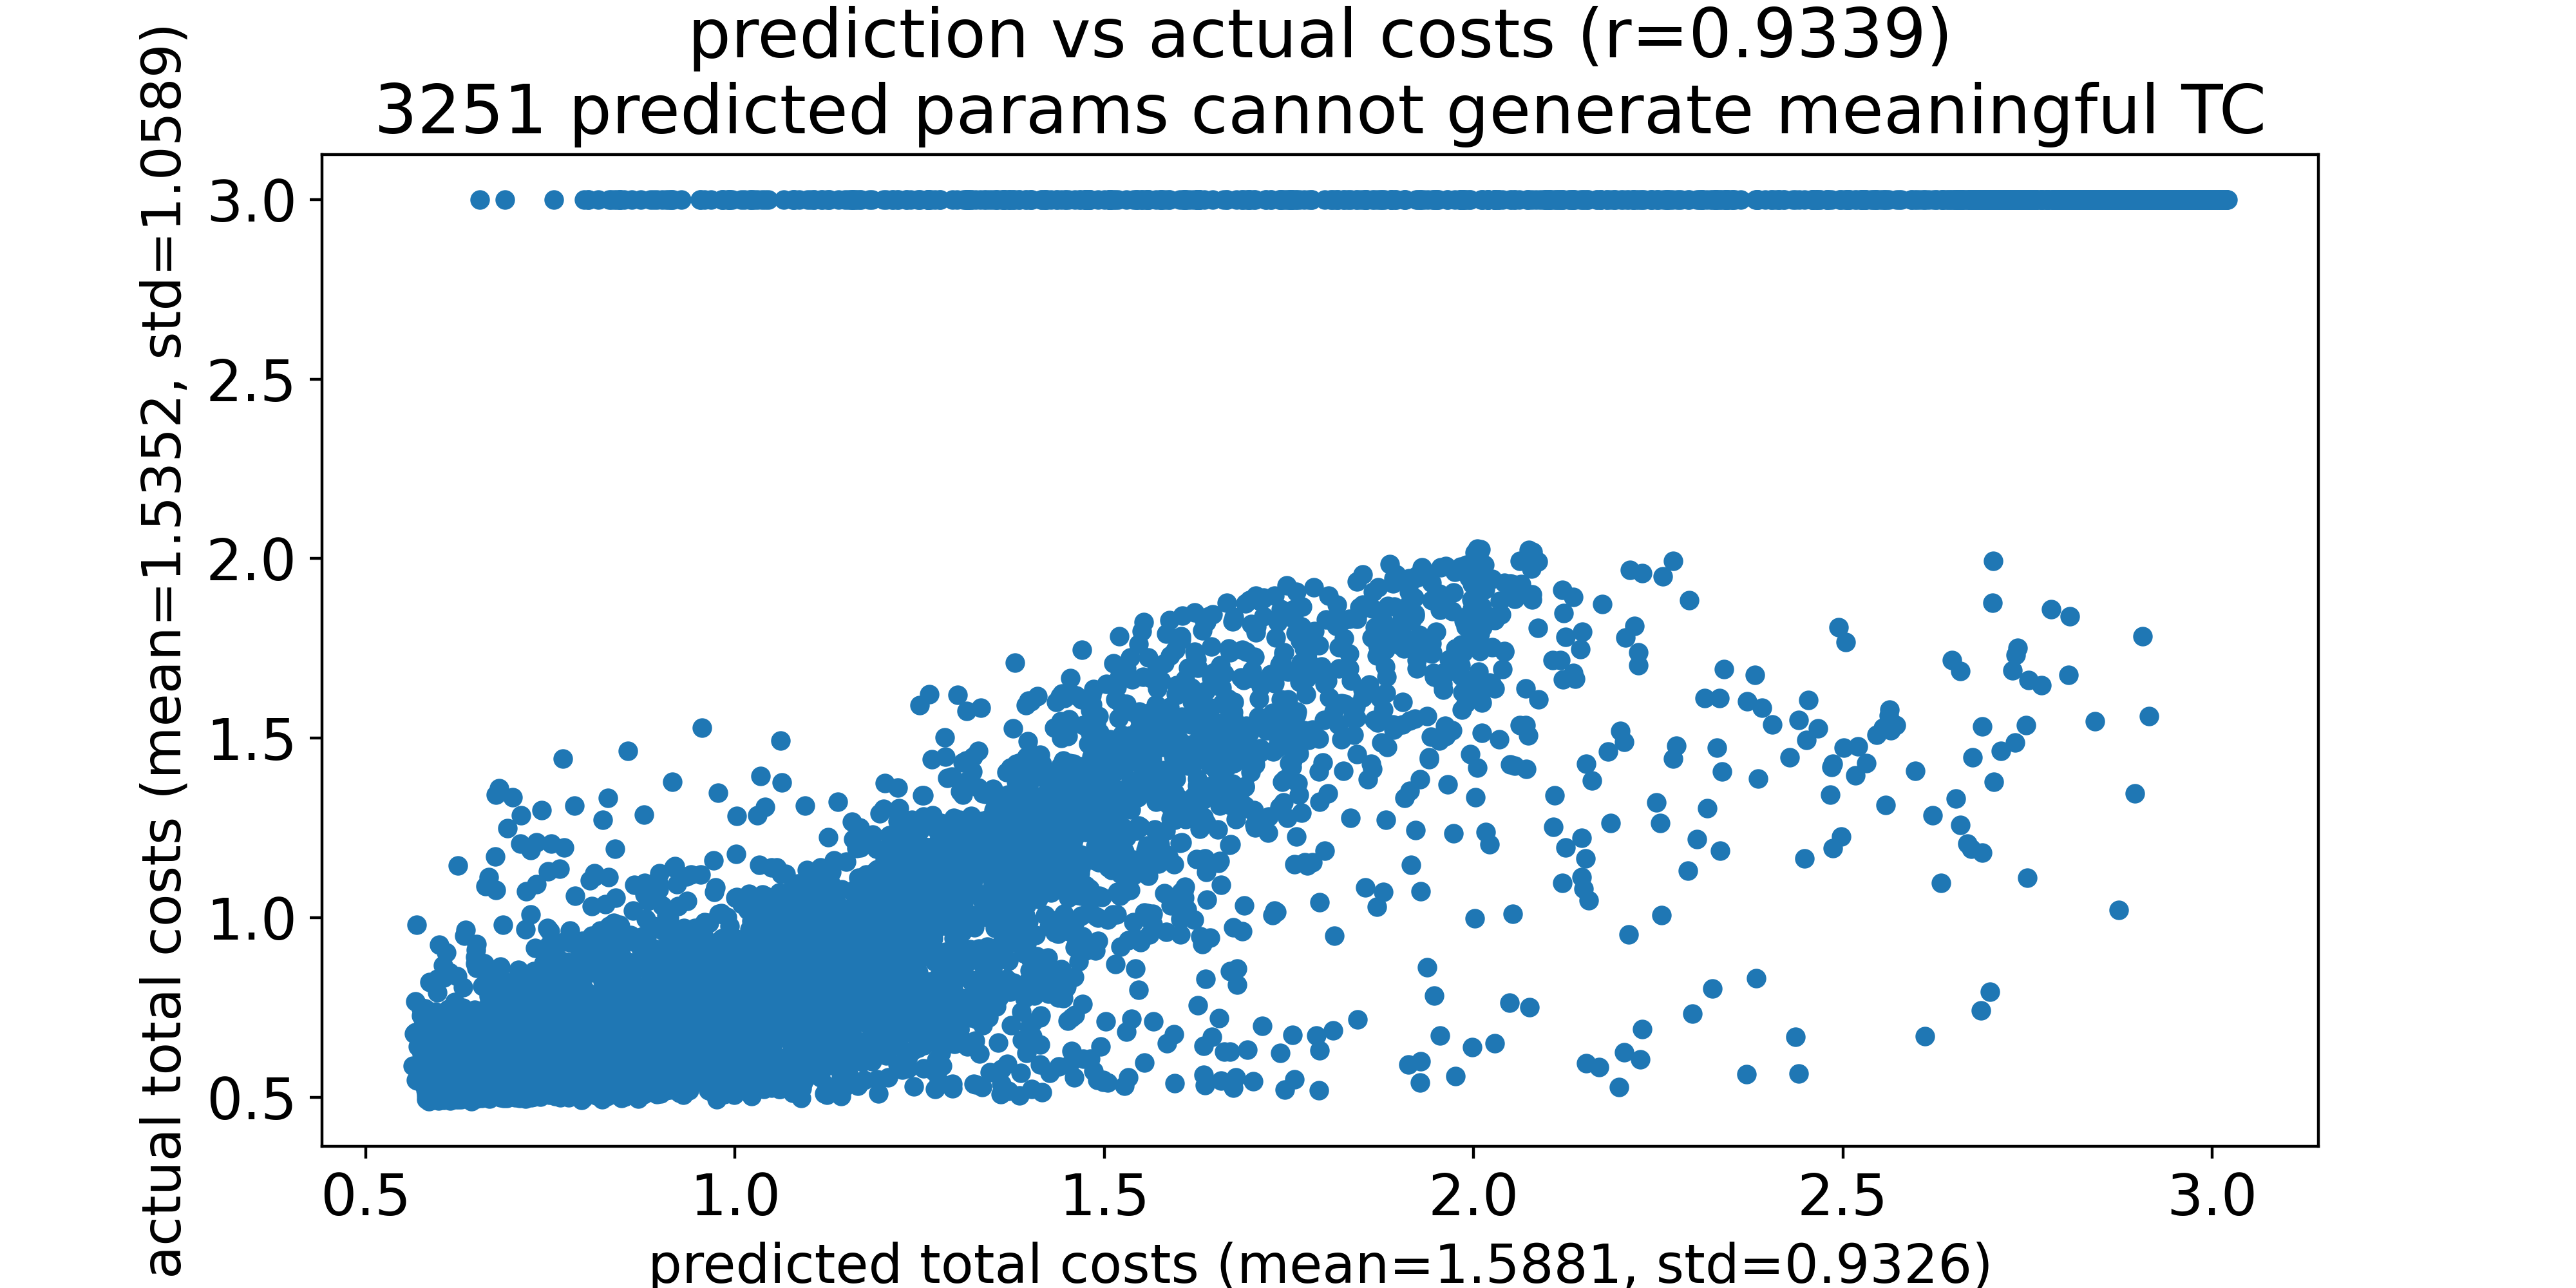 prediction vs actual costs (r=0.9339)
3251 predicted params cannot generate meaningful TC
actual total costs (mean=1.5352, std=1.0589)
3.0
2.5
2.0
1.5
1.0
0.5
0.5 1.0 1.5 2.0 2.5 3.0
predicted total costs (mean=1.5881, std=0.9326)